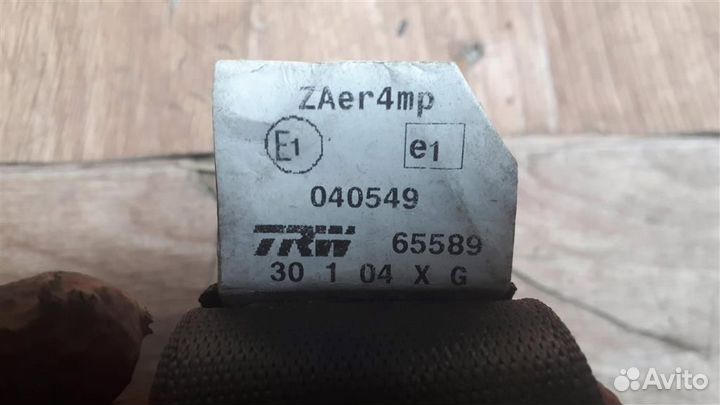 ZAer4mp
E1 e1
040549
TRW 65589
30 1 04 X G
Avito